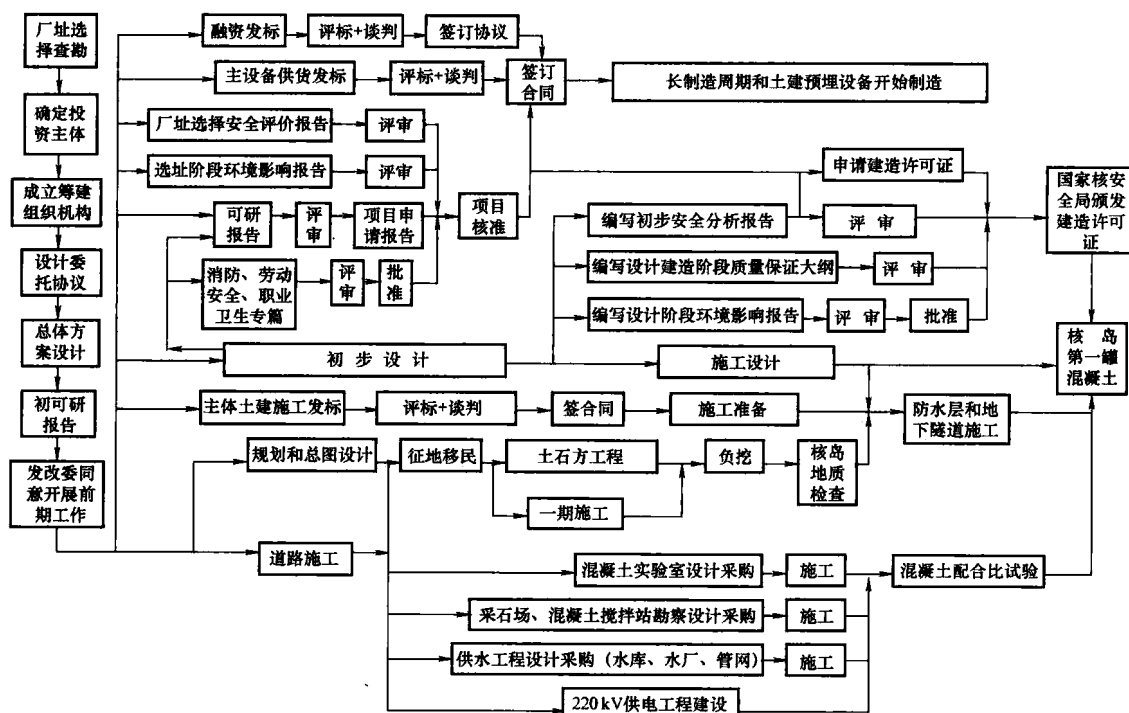 厂址选
择查勘
确定投
资主体
成立筹建
组织机构
设计委
托协议
总体方
案设计
初可研
报告
发改委同
意开展前
期工作
融资发标
评标+谈判
签订协议
主设备供货发标
评标+谈判
签订
合同
长制造周期和土建预埋设备开始制造
厂址选择安全评价报告
评审
选址阶段环境影响报告
评审
可研
报告
评
审
项目申
请报告
项目
核准
消防、劳动
安全、职业
卫生专篇
评
审
批
准
申请建造许可证
编写初步安全分析报告
评 审
编写设计建造阶段质量保证大纲
评 审
编写设计阶段环境影响报告
评 审
批准
国家核安
全局颁发
建造许可
证
初 步 设 计
施工设计
核 岛
第一罐
混凝土
主体土建施工发标
评标+谈判
签合同
施工准备
防水层和地
下隧道施工
规划和总图设计
征地移民
土石方工程
负挖
核岛
地质
检查
一期施工
道路施工
混凝土实验室设计采购
施工
混凝土配合比试验
采石场、混凝土搅拌站勘察设计采购
施工
供水工程设计采购（水库、水厂、管网）
施工
220 kV供电工程建设